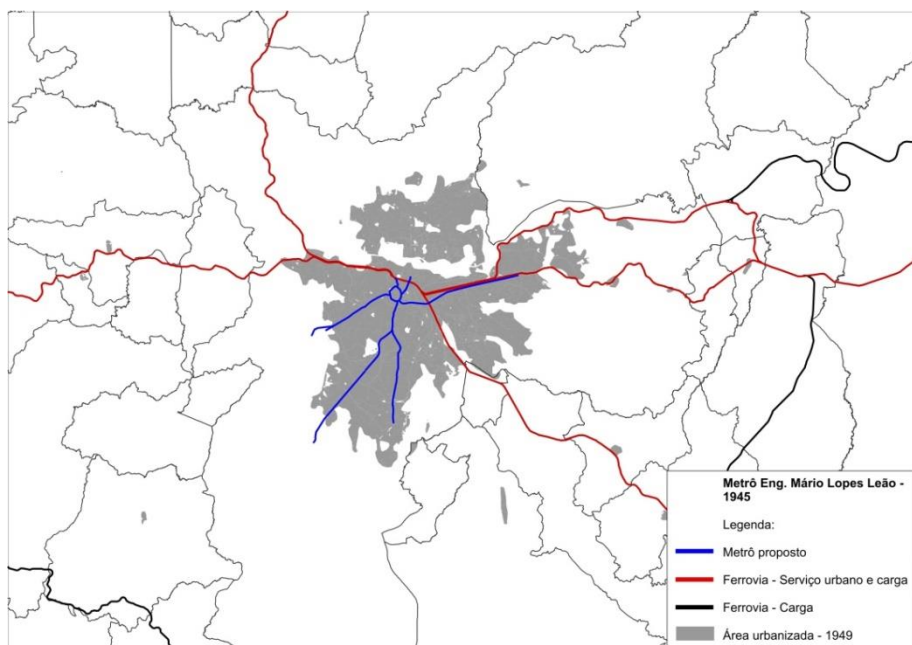 Metrô Eng. Mário Lopes Leão -
1945
Legenda:
Metrô proposto
Ferrovia - Serviço urbano e carga
Ferrovia - Carga
Área urbanizada - 1949